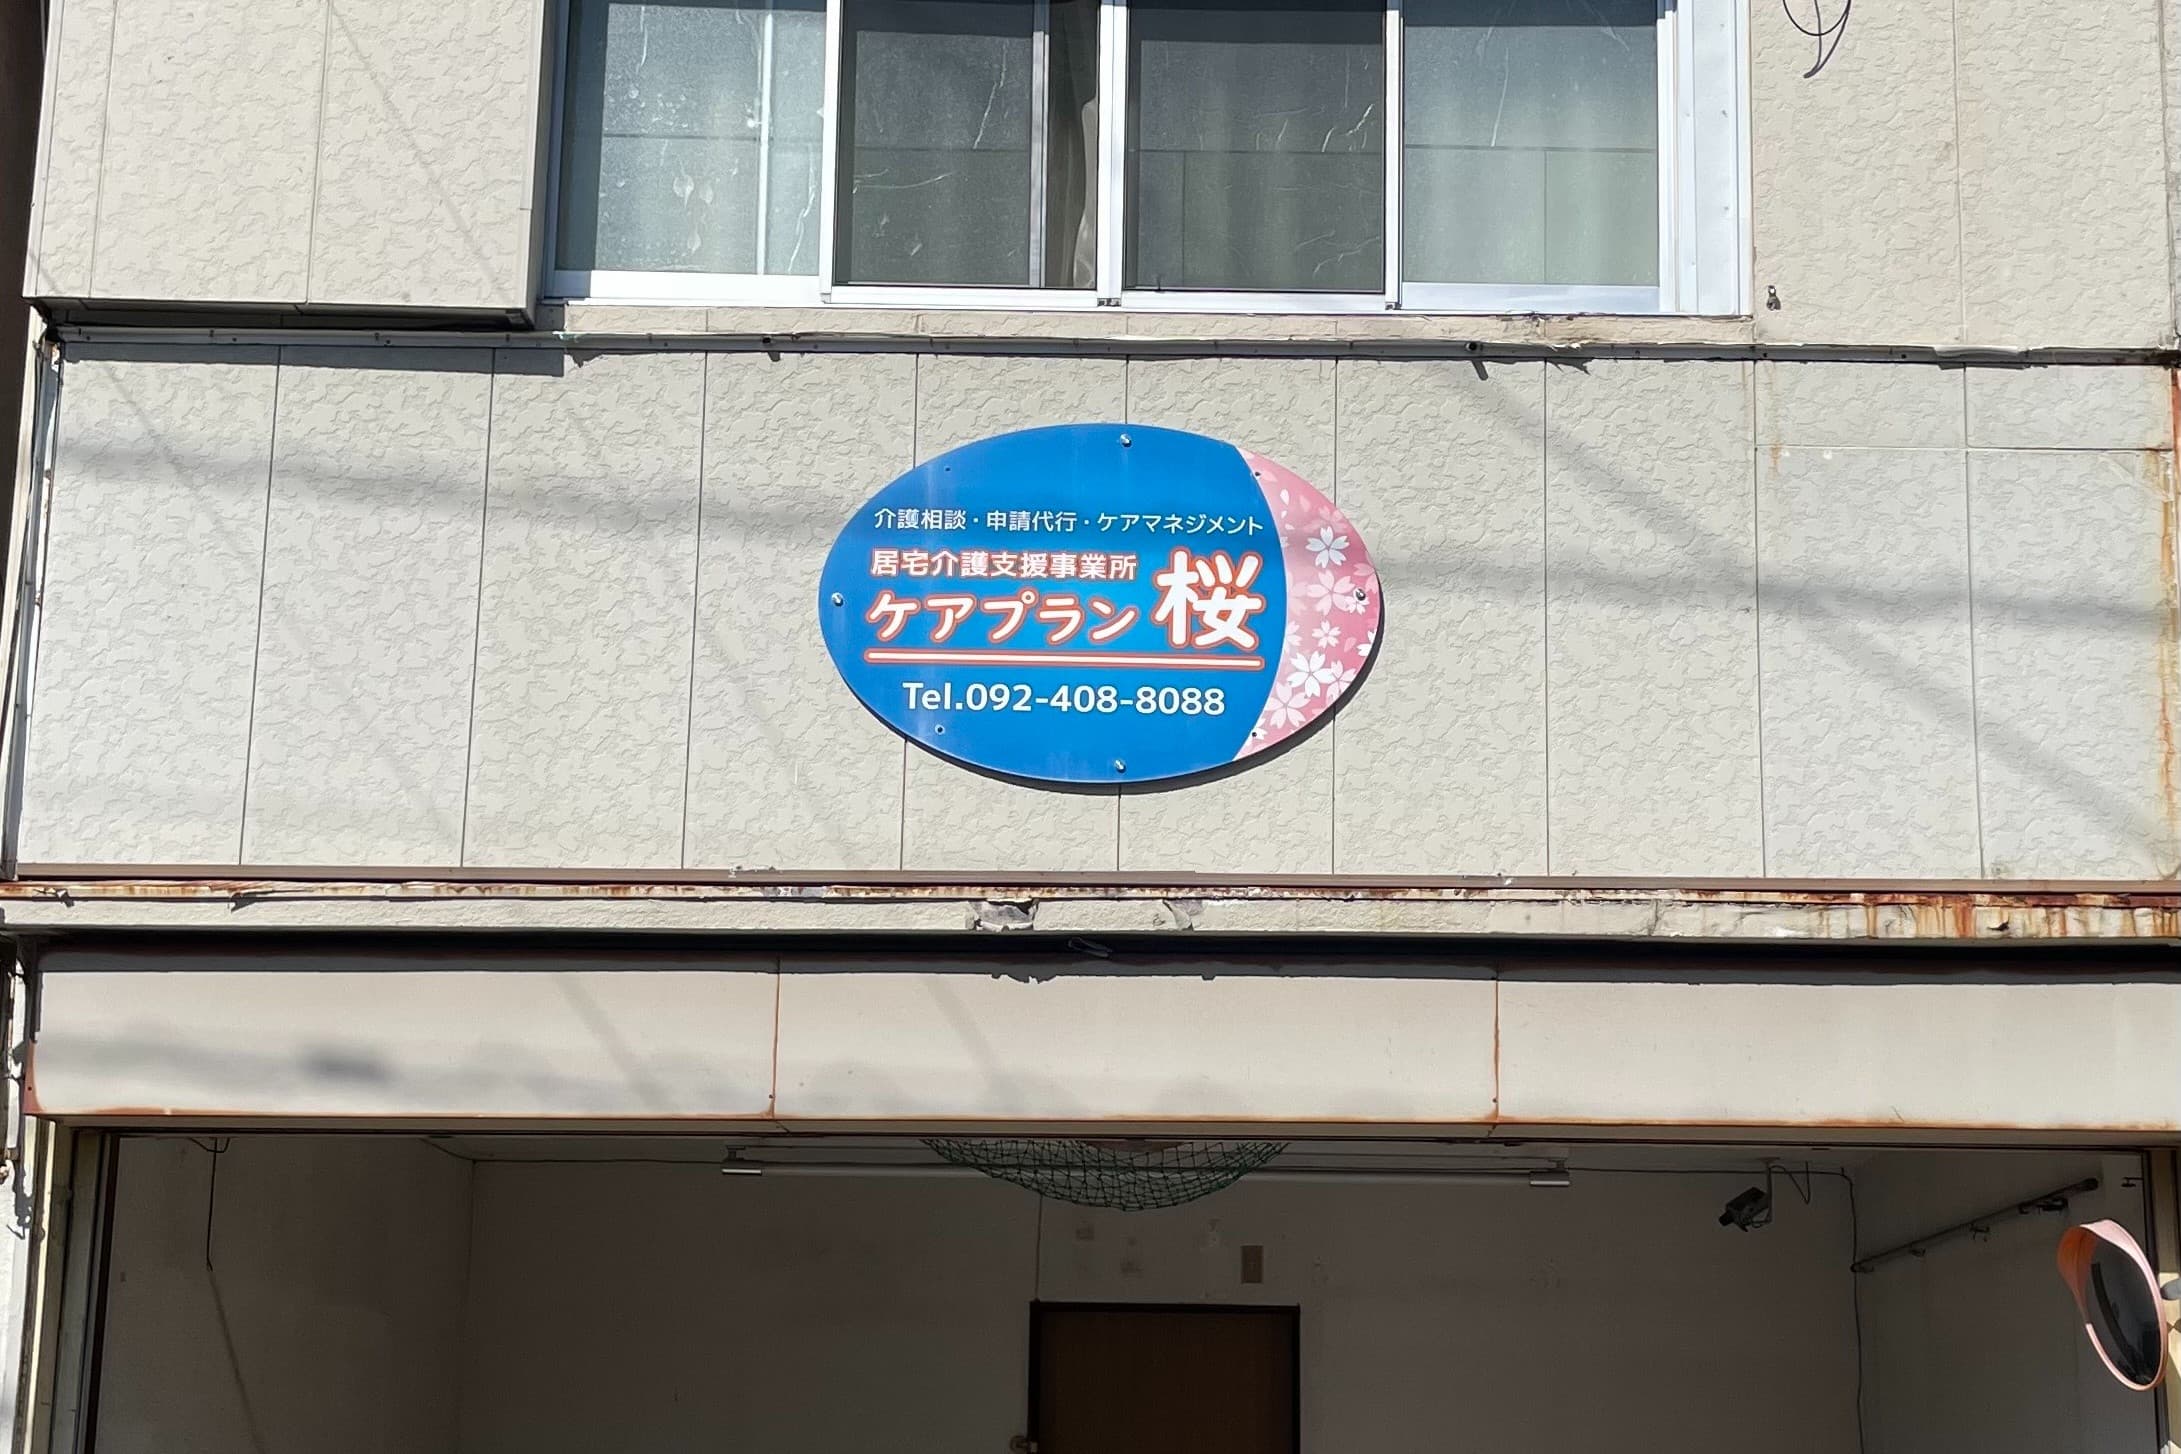 介護相談・申請代行・ケアマネジメント
居宅介護支援事業所
ケアプラン 桜
Tel.092-408-8088